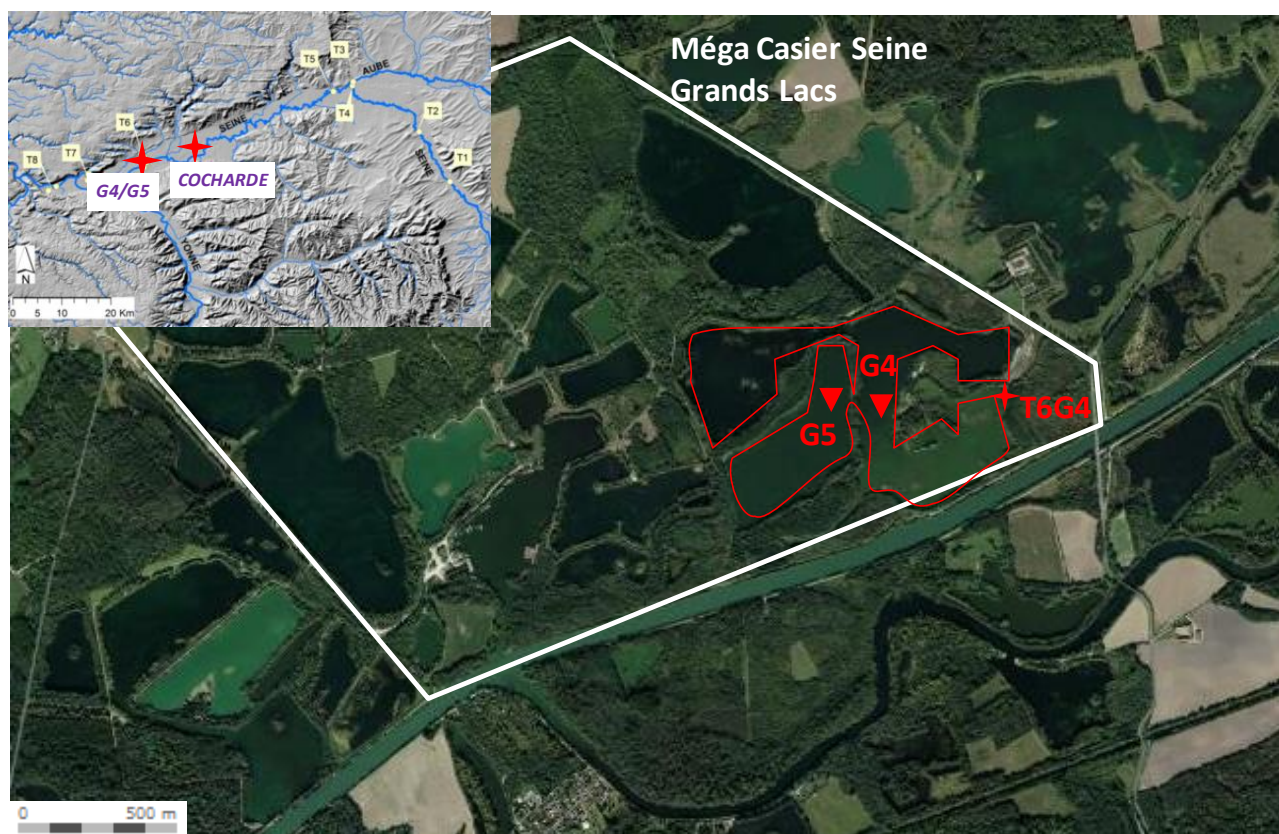 Méga Casier Seine
Grands Lacs
T3
T5
AUBE
T4
T2
SEINE
T6
T7
T8
T1
SEINE
G4/G5
COCHARDE
YONNE
N
0 5 10 20 Km
G4
G5
T6G4
0 500 m